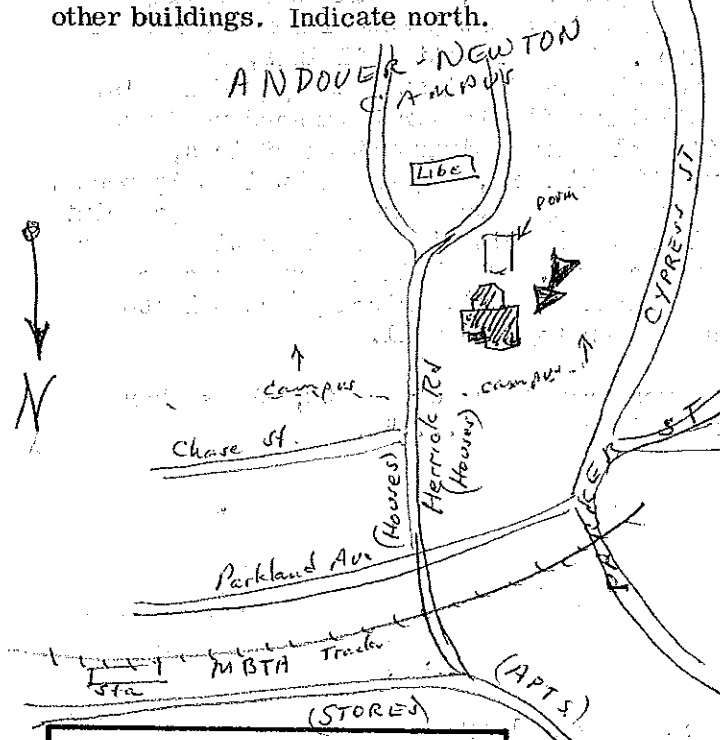 other buildings. Indicate north.
ANDOVER-NEWTON
CAMPUS
Libe
Dorm
CYPRESS ST
N
campus
campus
Chase St.
Herrick Rd
(Houses)
(Houses)
PARKER ST
Parkland Ave
MBTA Tracks
Sta
(APTS)
(STORES)